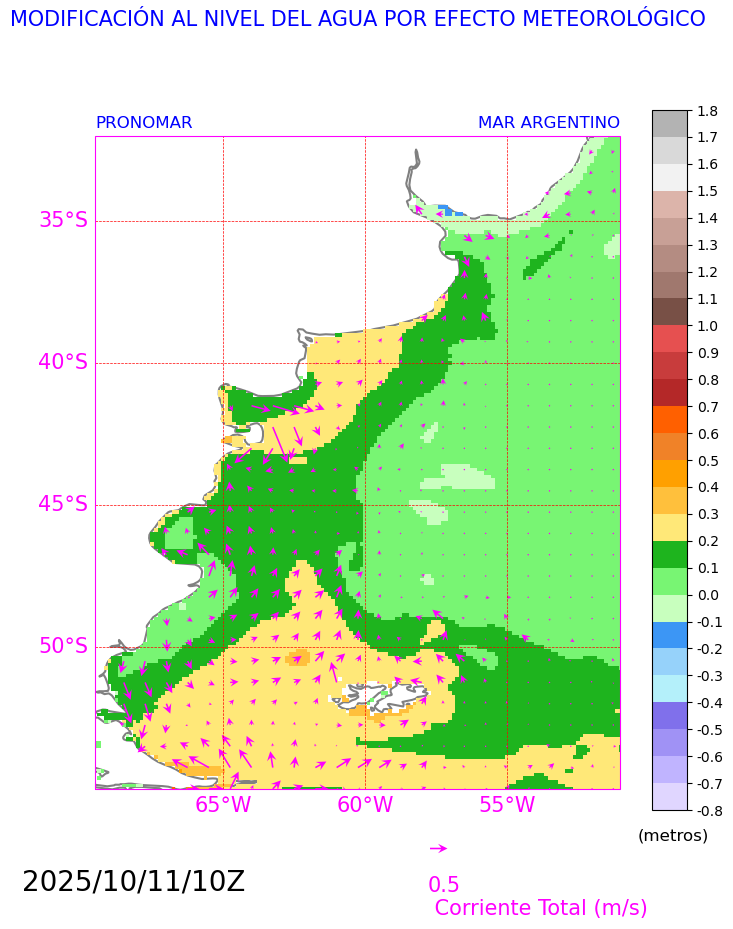 MODIFICACIÓN AL NIVEL DEL AGUA POR EFECTO METEOROLÓGICO
PRONOMAR
MAR ARGENTINO
35°S
40°S
45°S
50°S
65°W
60°W
55°W
1.8
1.7
1.6
1.5
1.4
1.3
1.2
1.1
1.0
0.9
0.8
0.7
0.6
0.5
0.4
0.3
0.2
0.1
0.0
-0.1
-0.2
-0.3
-0.4
-0.5
-0.6
-0.7
-0.8
(metros)
2025/10/11/10Z
0.5
Corriente Total (m/s)